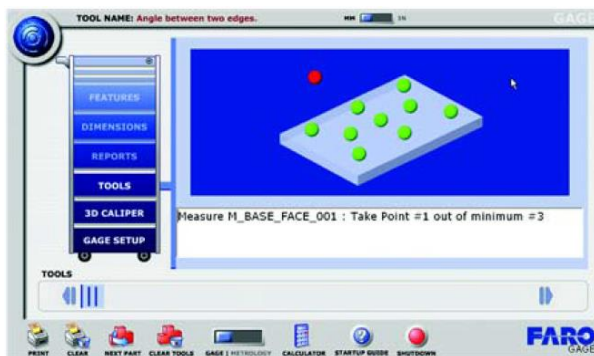 TOOL NAME: Angle between two edges.
MM IN
GAGE
FEATURES
DIMENSIONS
REPORTS
TOOLS
3D CALIPER
GAGE SETUP
Measure M_BASE_FACE_001 : Take Point #1 out of minimum #3
TOOLS
PRINT
CLEAR
NEXT PART
CLEAR TOOLS
GAGE | METROLOGY
CALCULATOR
STARTUP GUIDE
SHUTDOWN
FARO
GAGE